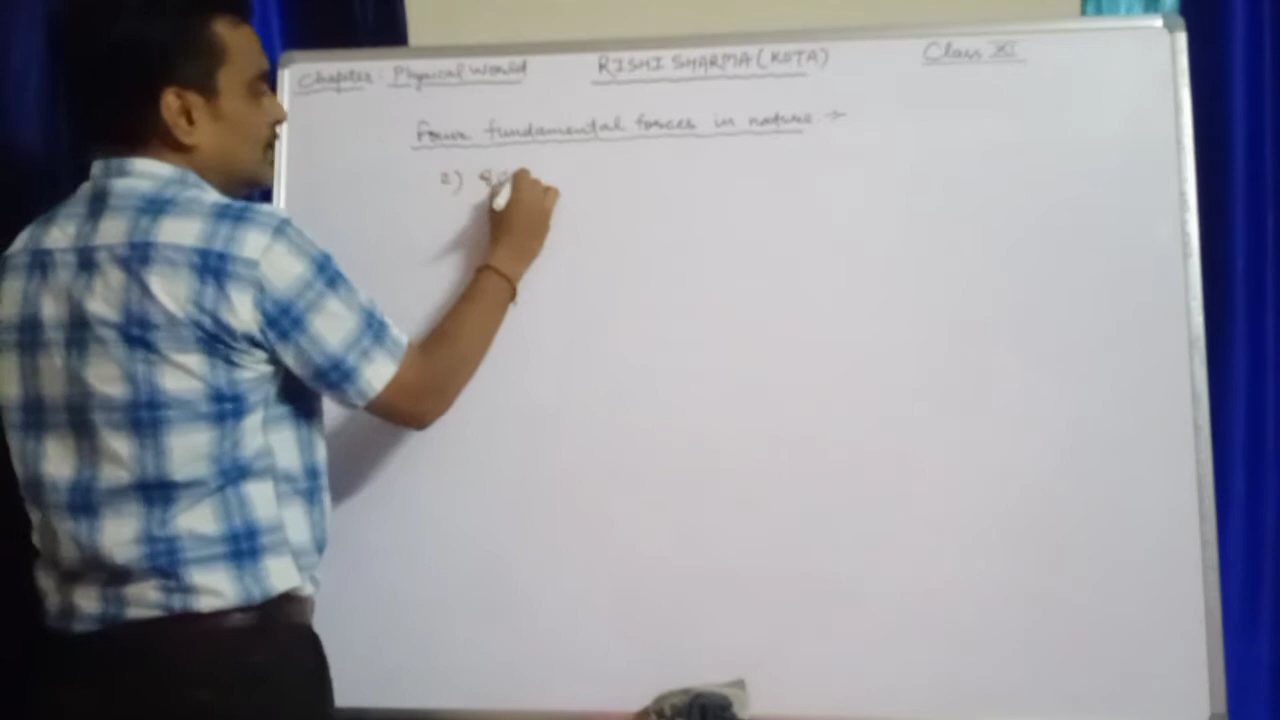 Chapter: Physical World RISHI SHARMA (KOTA) Class XI
Four fundamental forces in nature :-
2)